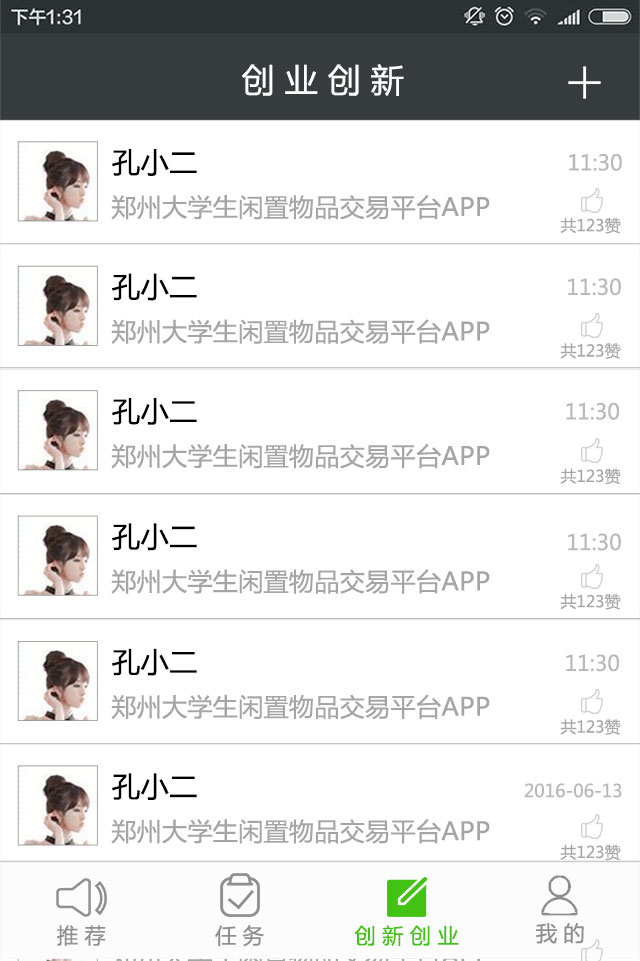 下午1:31
创业创新
孔小二
11:30
郑州大学生闲置物品交易平台APP
共123赞
孔小二
11:30
郑州大学生闲置物品交易平台APP
共123赞
孔小二
11:30
郑州大学生闲置物品交易平台APP
共123赞
孔小二
11:30
郑州大学生闲置物品交易平台APP
共123赞
孔小二
11:30
郑州大学生闲置物品交易平台APP
共123赞
孔小二
2016-06-13
郑州大学生闲置物品交易平台APP
共123赞
推荐
任务
创新创业
我的